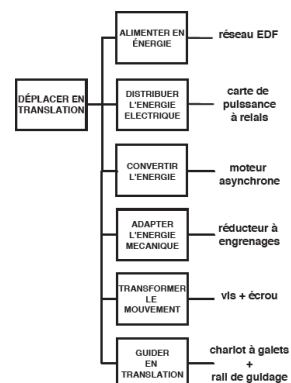 ALIMENTER EN
ÉNERGIE
réseau EDF
DÉPLACER EN
TRANSLATION
DISTRIBUER
L'ENERGIE
ELECTRIQUE
carte de
puissance
à relais
CONVERTIR
L'ENERGIE
moteur
asynchrone
ADAPTER
L'ENERGIE
MECANIQUE
réducteur à
engrenages
TRANSFORMER
LE
MOUVEMENT
vis + écrou
GUIDER
EN
TRANSLATION
chariot à galets
+
rail de guidage